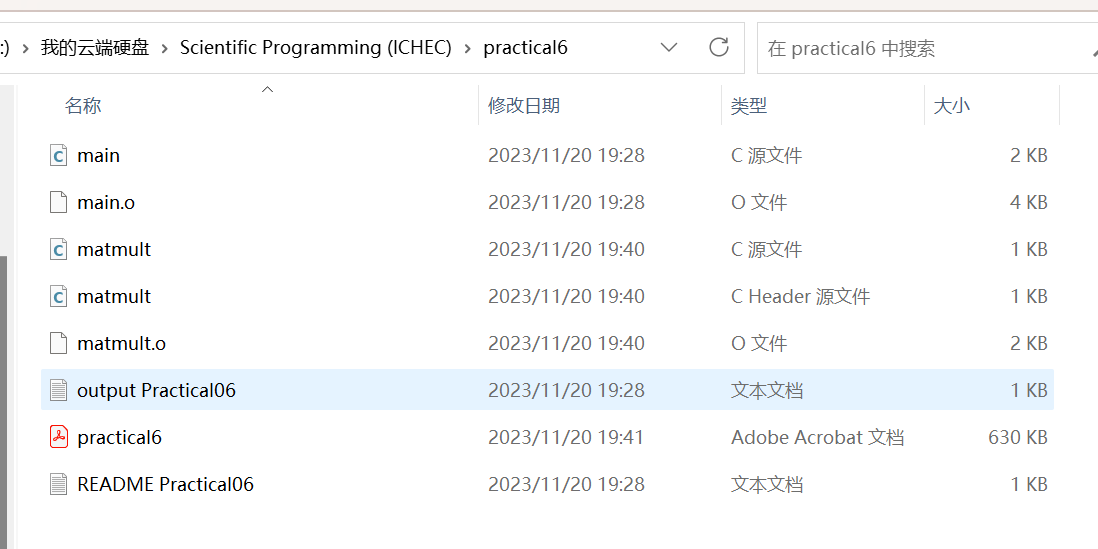 :) › 我的云端硬盘 › Scientific Programming (ICHEC) › practical6 在 practical6 中搜索
名称 修改日期 类型 大小
main 2023/11/20 19:28 C 源文件 2 KB
main.o 2023/11/20 19:28 O 文件 4 KB
matmult 2023/11/20 19:40 C 源文件 1 KB
matmult 2023/11/20 19:40 C Header 源文件 1 KB
matmult.o 2023/11/20 19:40 O 文件 2 KB
output Practical06 2023/11/20 19:28 文本文档 1 KB
practical6 2023/11/20 19:41 Adobe Acrobat 文档 630 KB
README Practical06 2023/11/20 19:28 文本文档 1 KB